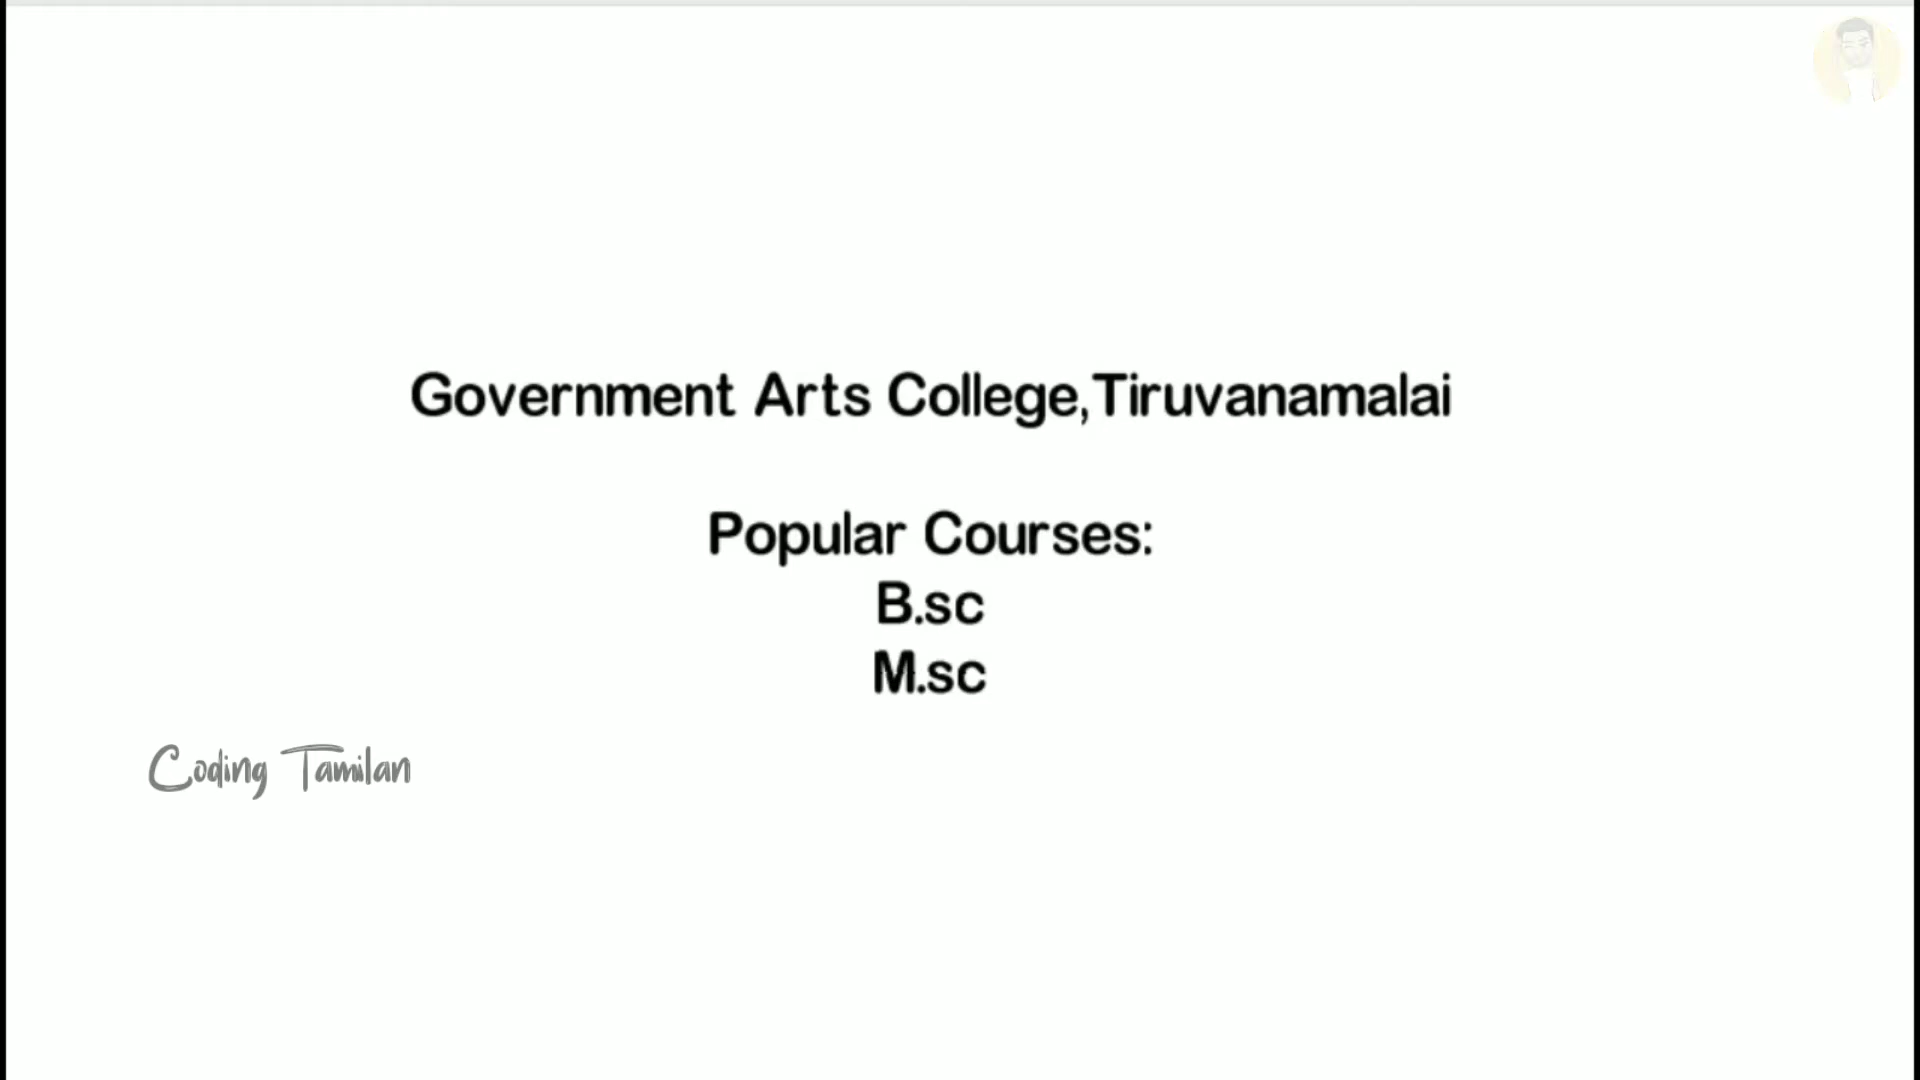 Government Arts College,Tiruvanamalai
Popular Courses:
B.sc
M.sc
Coding Tamilan